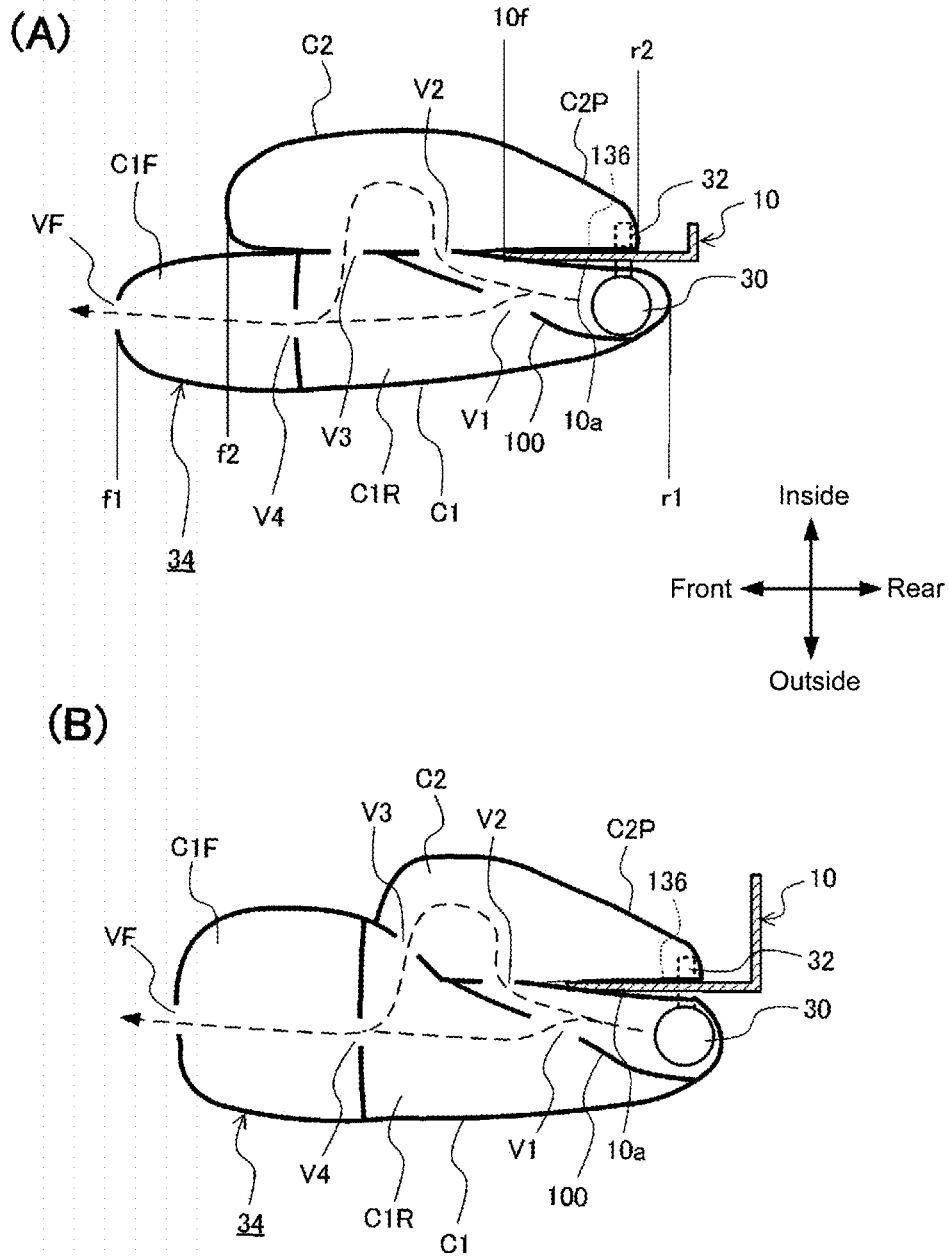 (A)
10f
C2
r2
V2
C2P
136
C1F
32
10
VF
30
V1
10a
100
f2
V3
f1
C1R
r1
V4
C1
34
Inside
Front
Rear
Outside
(B)
C2
V3
V2
C2P
C1F
136
10
VF
32
30
V1
10a
V4
100
C1R
34
C1